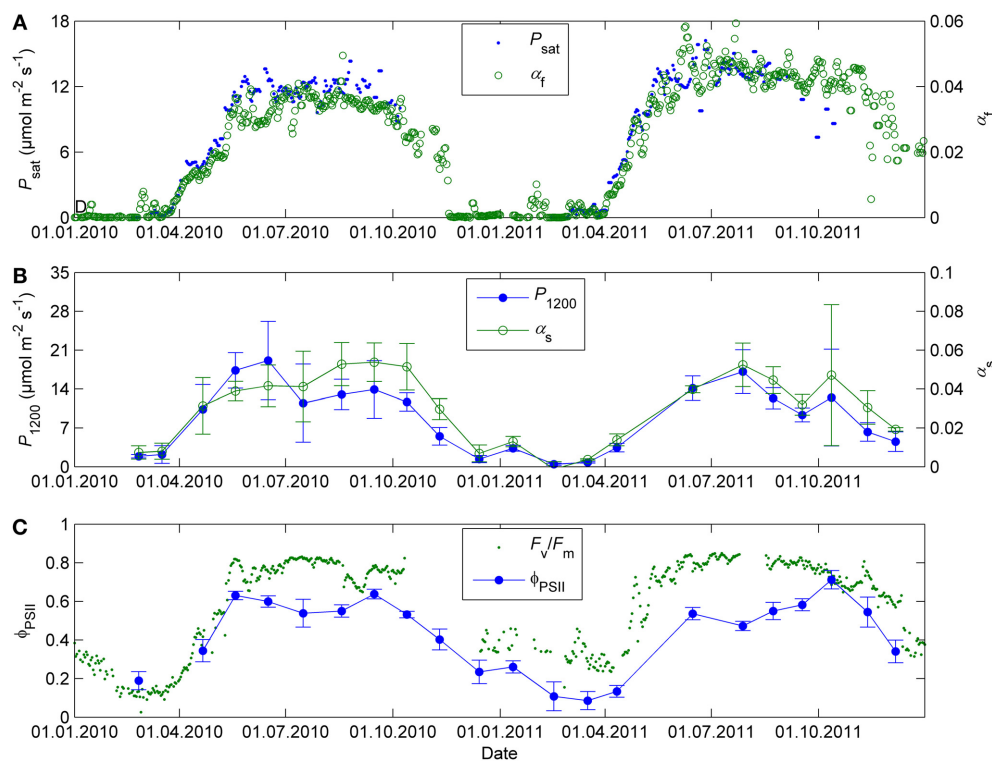 A
18
12
6
0
P_sat (μmol m⁻² s⁻¹)
P_sat
α_f
0.06
0.04
0.02
0
α_f
D
01.01.2010 01.04.2010 01.07.2010 01.10.2010 01.01.2011 01.04.2011 01.07.2011 01.10.2011
B
35
28
21
14
7
0
P_1200 (μmol m⁻² s⁻¹)
P_1200
α_s
0.1
0.08
0.06
0.04
0.02
0
α_s
01.01.2010 01.04.2010 01.07.2010 01.10.2010 01.01.2011 01.04.2011 01.07.2011 01.10.2011
C
1
0.8
0.6
0.4
0.2
0
ϕ_PSII
F_v/F_m
ϕ_PSII
01.01.2010 01.04.2010 01.07.2010 01.10.2010 01.01.2011 01.04.2011 01.07.2011 01.10.2011
Date